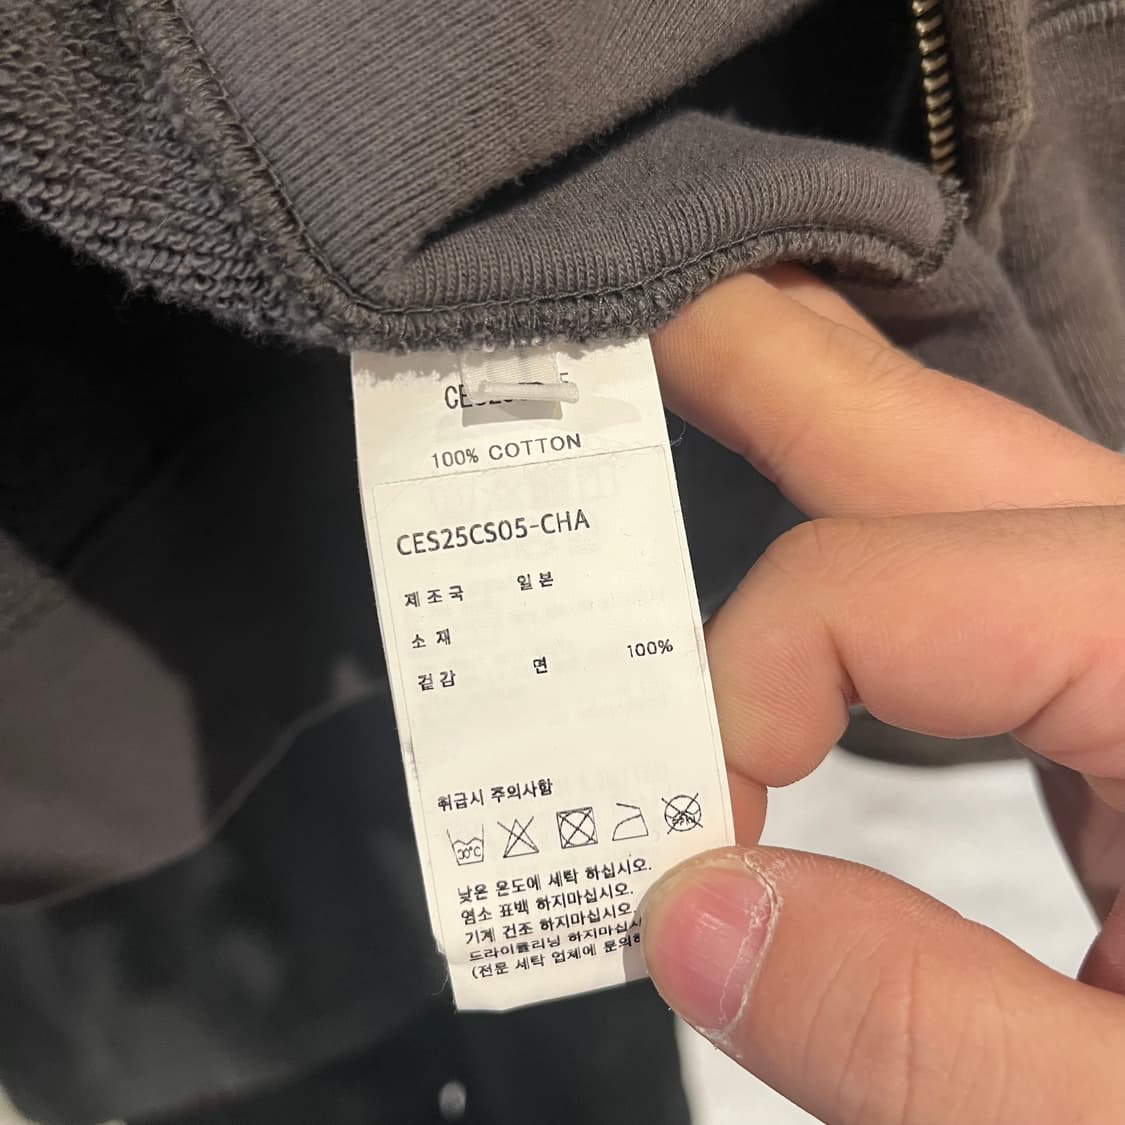 100% COTTON
CES25CS05-CHA
제조국 일본
소재
겉감 면 100%
취급시 주의사항
30°C
낮은 온도에 세탁 하십시오.
염소 표백 하지마십시오.
기계 건조 하지마십시오.
드라이클리닝 하지마십시
(전문 세탁 업체에 문의하